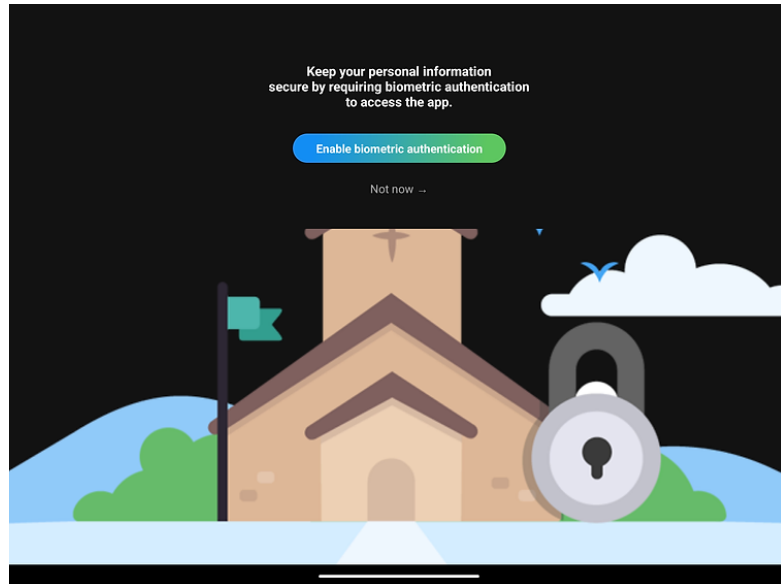 Keep your personal information
secure by requiring biometric authentication
to access the app.
Enable biometric authentication
Not now →